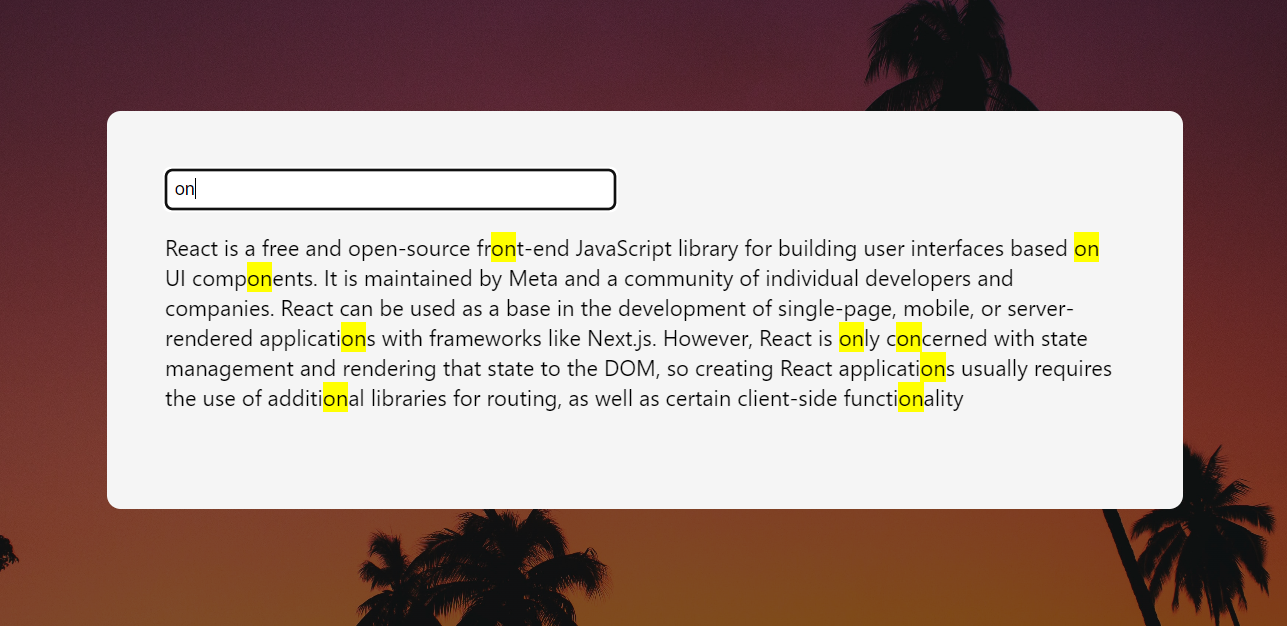 on
React is a free and open-source front-end JavaScript library for building user interfaces based on
UI components. It is maintained by Meta and a community of individual developers and
companies. React can be used as a base in the development of single-page, mobile, or server-
rendered applications with frameworks like Next.js. However, React is only concerned with state
management and rendering that state to the DOM, so creating React applications usually requires
the use of additional libraries for routing, as well as certain client-side functionality